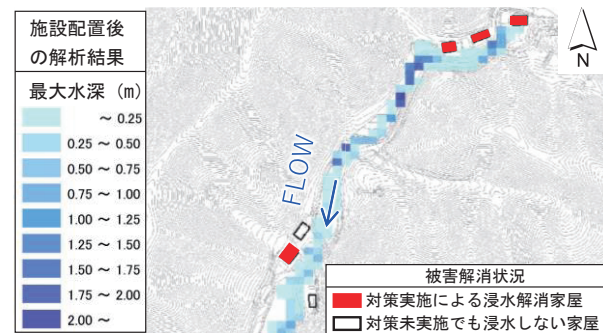 施設配置後
の解析結果
最大水深（m）
～ 0.25
0.25 ～ 0.50
0.50 ～ 0.75
0.75 ～ 1.00
1.00 ～ 1.25
1.25 ～ 1.50
1.50 ～ 1.75
1.75 ～ 2.00
2.00 ～
FLOW
N
被害解消状況
対策実施による浸水解消家屋
対策未実施でも浸水しない家屋